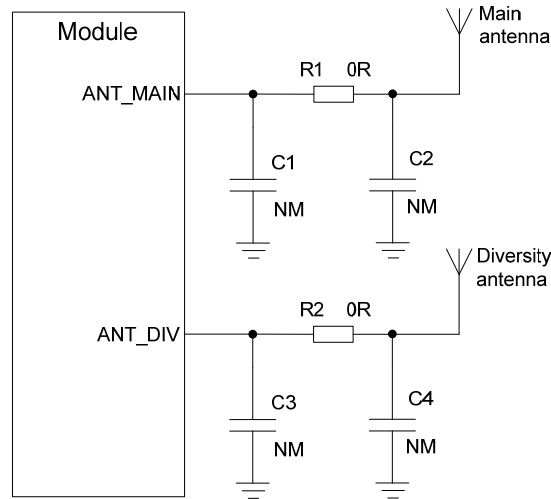 Module
Main
antenna
R1 0R
ANT_MAIN
C1
C2
NM
NM
Diversity
antenna
R2 0R
ANT_DIV
C3
C4
NM
NM